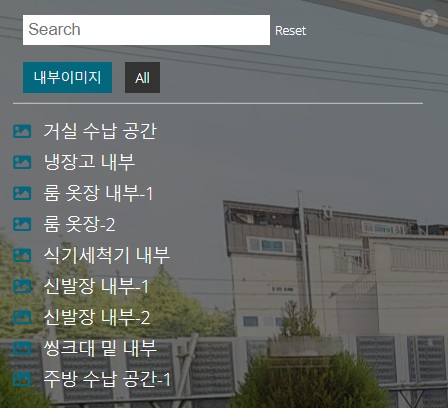 Search Reset
내부이미지 All
거실 수납 공간
냉장고 내부
룸 옷장 내부-1
룸 옷장-2
식기세척기 내부
신발장 내부-1
신발장 내부-2
씽크대 밑 내부
주방 수납 공간-1